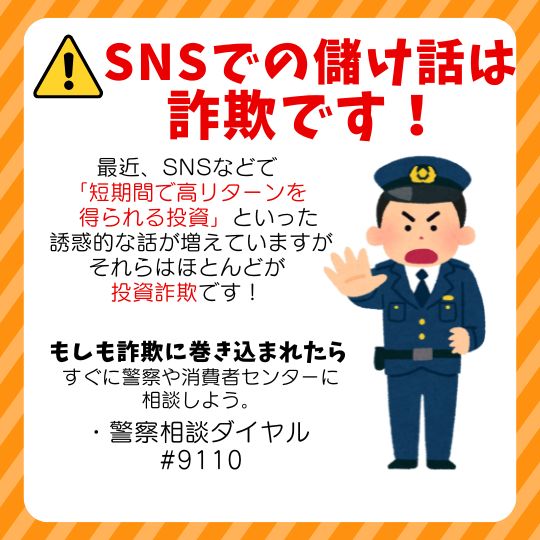 SNSでの儲け話は
詐欺です！
最近、SNSなどで
「短期間で高リターンを
得られる投資」といった
誘惑的な話が増えていますが
それらはほとんどが
投資詐欺です！
もしも詐欺に巻き込まれたら
すぐに警察や消費者センターに
相談しよう。
・警察相談ダイヤル
#9110